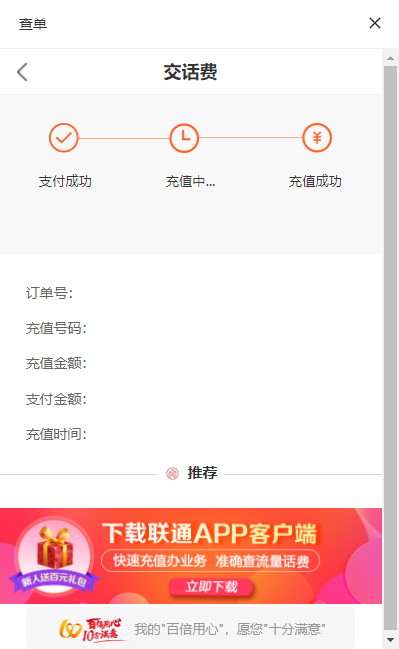 查单
交话费
支付成功
充值中...
充值成功
订单号：
充值号码：
充值金额：
支付金额：
充值时间：
推荐
下载联通APP客户端
快速充值办业务 准确查流量话费
新人送百元礼包
立即下载
百倍用心
10分满意
我的"百倍用心"，愿您"十分满意"